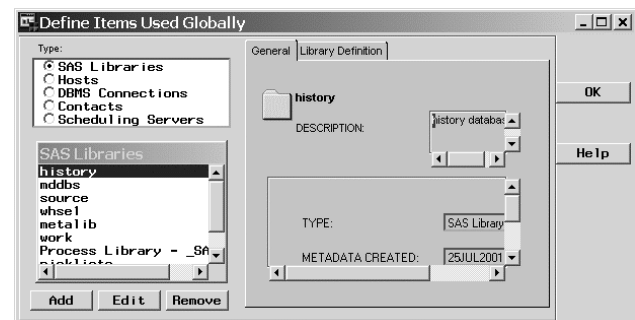 Define Items Used Globally
Type:
SAS Libraries
Hosts
DBMS Connections
Contacts
Scheduling Servers
SAS Libraries
history
mddbs
source
whse1
metalib
work
Process Library - _SA
Add Edit Remove
General Library Definition
history
DESCRIPTION:
history databas
TYPE:
SAS Library
METADATA CREATED:
25JUL2001
OK
Help